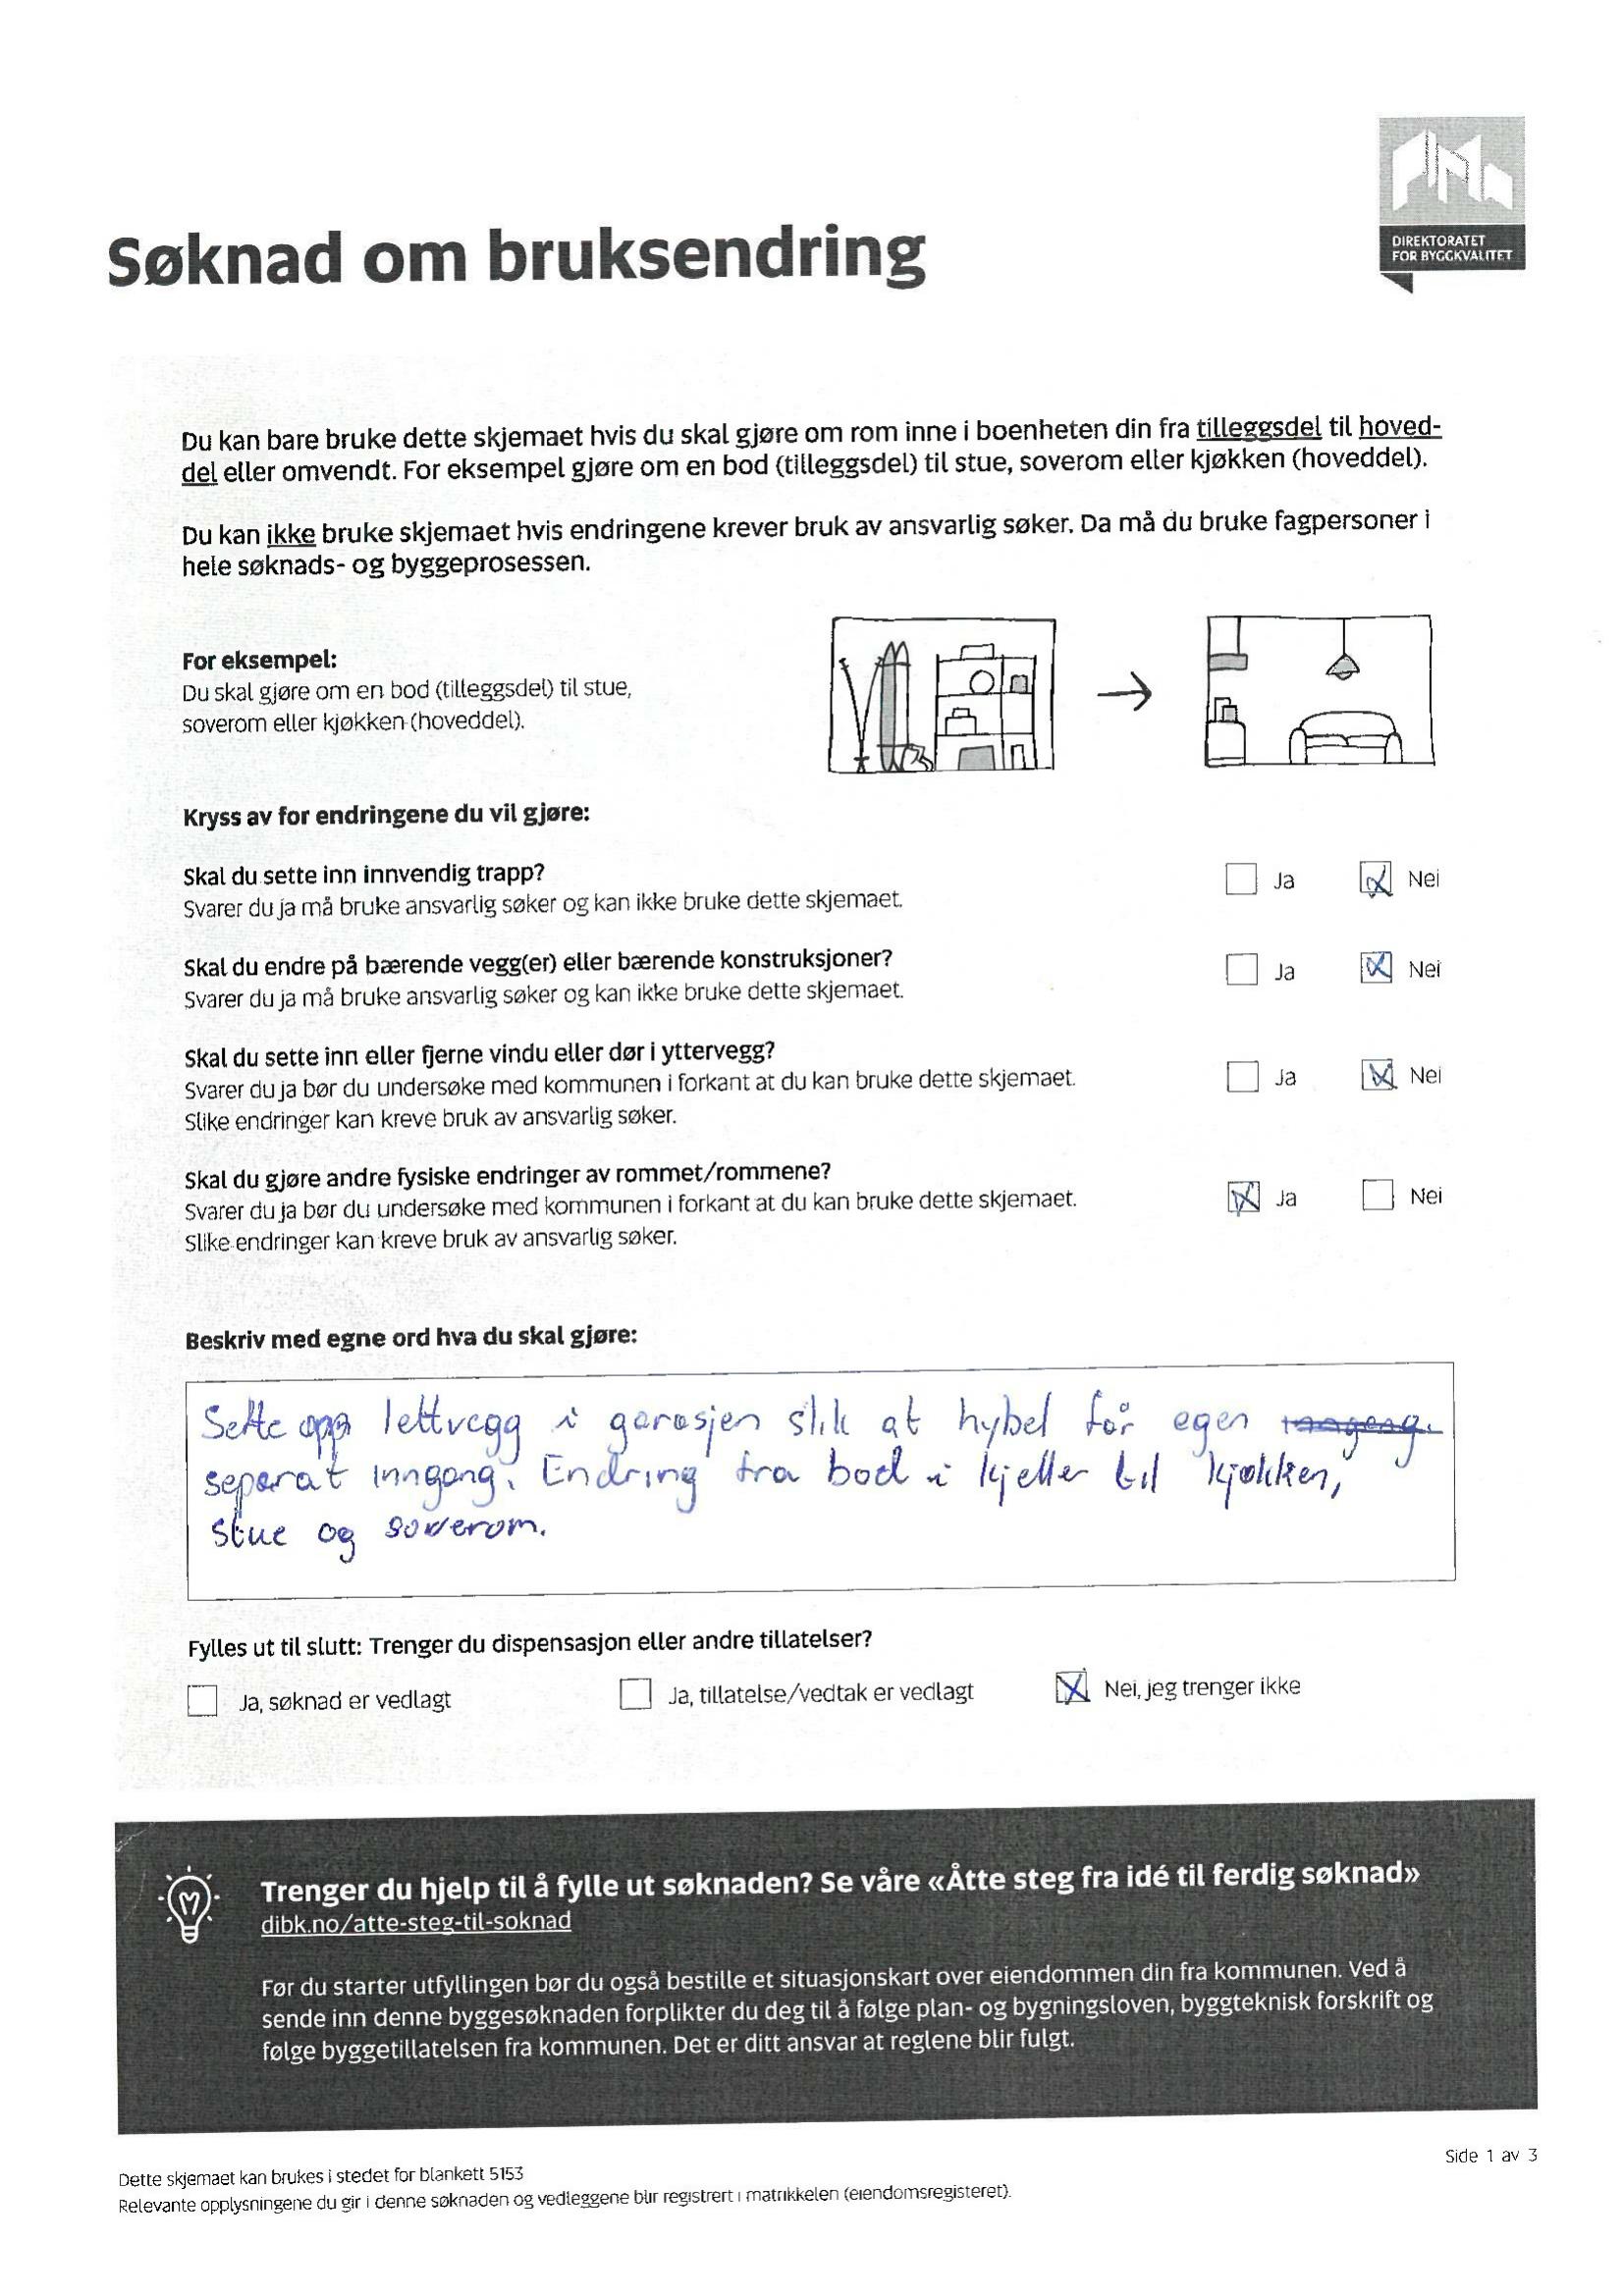 DIREKTORATET
FOR BYGGKVALITET
Søknad om bruksendring
Du kan bare bruke dette skjemaet hvis du skal gjøre om rom inne i boenheten din fra tilleggsdel til hoved-
del eller omvendt. For eksempel gjøre om en bod (tilleggsdel) til stue, soverom eller kjøkken (hoveddel).
Du kan ikke bruke skjemaet hvis endringene krever bruk av ansvarlig søker. Da må du bruke fagpersoner i
hele søknads- og byggeprosessen.
For eksempel:
Du skal gjøre om en bod (tilleggsdel) til stue,
soverom eller kjøkken (hoveddel).
Kryss av for endringene du vil gjøre:
Skal du sette inn innvendig trapp?
Svarer du ja må bruke ansvarlig søker og kan ikke bruke dette skjemaet.
Ja Nei
Skal du endre på bærende vegg(er) eller bærende konstruksjoner?
Svarer du ja må bruke ansvarlig søker og kan ikke bruke dette skjemaet.
Ja Nei
Skal du sette inn eller fjerne vindu eller dør i yttervegg?
Svarer du ja bør du undersøke med kommunen i forkant at du kan bruke dette skjemaet.
Slike endringer kan kreve bruk av ansvarlig søker.
Ja Nei
Skal du gjøre andre fysiske endringer av rommet/rommene?
Svarer du ja bør du undersøke med kommunen i forkant at du kan bruke dette skjemaet.
Slike endringer kan kreve bruk av ansvarlig søker.
Ja Nei
Beskriv med egne ord hva du skal gjøre:
Sette opp lettvegg i garasjen slik at hybel får egen inngang.
separat inngang. Endring fra bod i kjeller til kjøkken,
stue og soverom.
Fylles ut til slutt: Trenger du dispensasjon eller andre tillatelser?
Ja, søknad er vedlagt Ja, tillatelse/vedtak er vedlagt Nei, jeg trenger ikke
Trenger du hjelp til å fylle ut søknaden? Se våre «Åtte steg fra idé til ferdig søknad»
dibk.no/atte-steg-til-soknad
Før du starter utfyllingen bør du også bestille et situasjonskart over eiendommen din fra kommunen. Ved å
sende inn denne byggesøknaden forplikter du deg til å følge plan- og bygningsloven, byggteknisk forskrift og
følge byggetillatelsen fra kommunen. Det er ditt ansvar at reglene blir fulgt.
Side 1 av 3
Dette skjemaet kan brukes i stedet for blankett 5153
Relevante opplysningene du gir i denne søknaden og vedleggene blir registrert i matrikkelen (eiendomsregisteret).